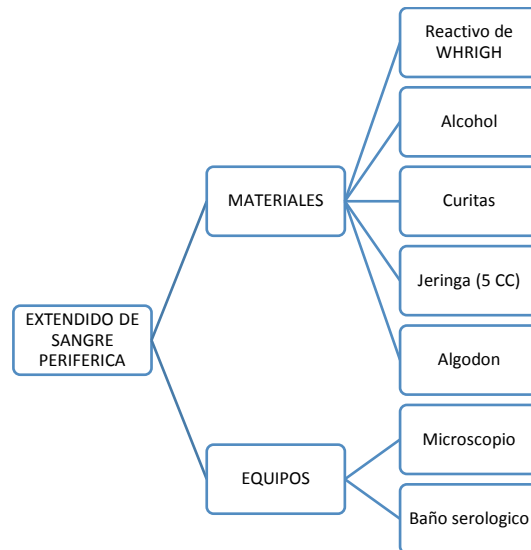 Reactivo de
WHRIGH
Alcohol
MATERIALES
Curitas
Jeringa (5 CC)
EXTENDIDO DE
SANGRE
PERIFERICA
Algodon
Microscopio
EQUIPOS
Baño serologico